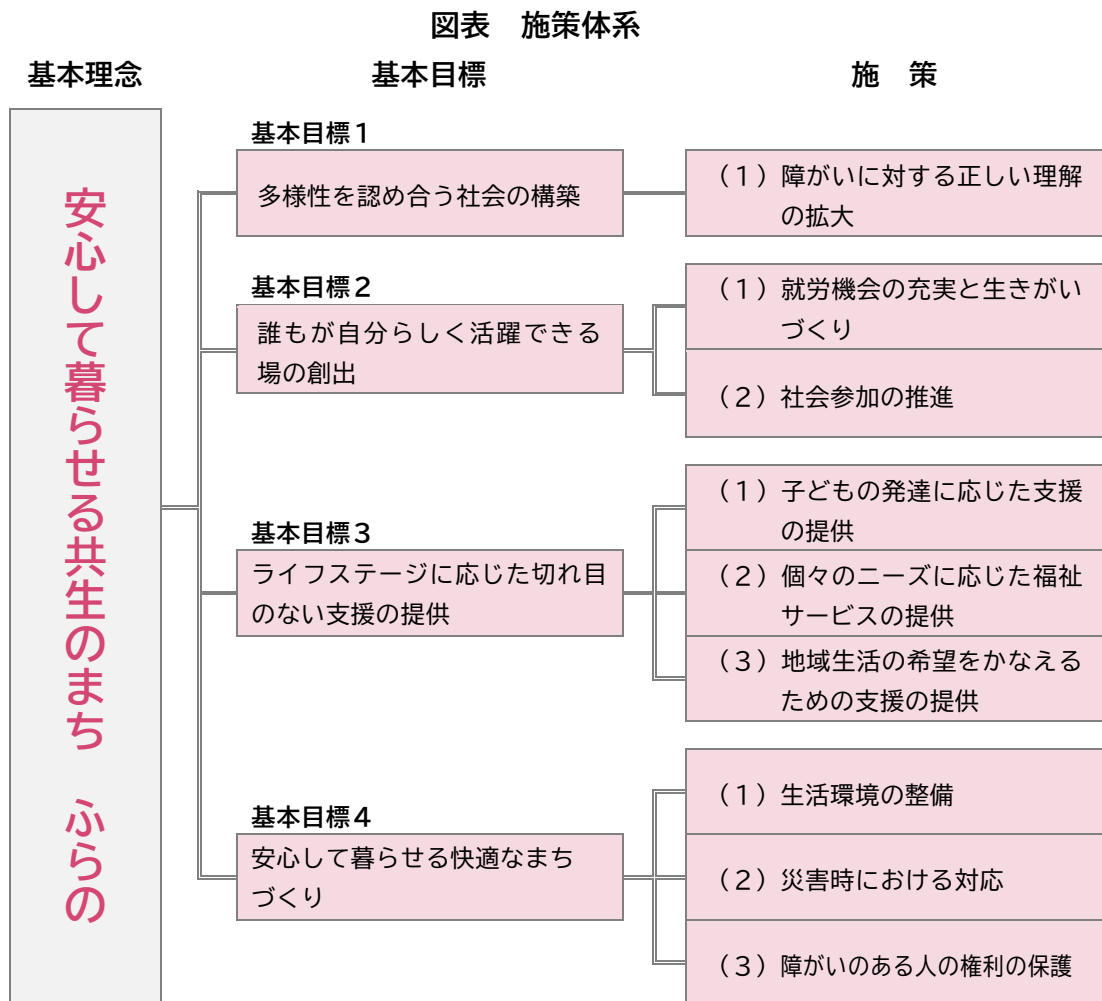 図表　施策体系
基本理念
基本目標
施　策
安心して暮らせる共生のまち　ふらの
基本目標１
多様性を認め合う社会の構築
（１）障がいに対する正しい理解
の拡大
基本目標２
誰もが自分らしく活躍できる
場の創出
（１）就労機会の充実と生きがい
づくり
（２）社会参加の推進
基本目標３
ライフステージに応じた切れ目
のない支援の提供
（１）子どもの発達に応じた支援
の提供
（２）個々のニーズに応じた福祉
サービスの提供
（３）地域生活の希望をかなえる
ための支援の提供
基本目標４
安心して暮らせる快適なまち
づくり
（１）生活環境の整備
（２）災害時における対応
（３）障がいのある人の権利の保護